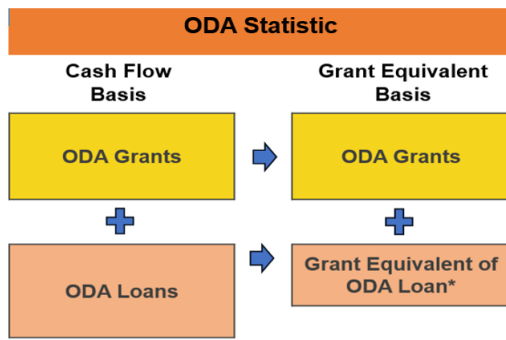 ODA Statistic
Cash Flow
Basis
Grant Equivalent
Basis
ODA Grants
ODA Grants
ODA Loans
Grant Equivalent of
ODA Loan*